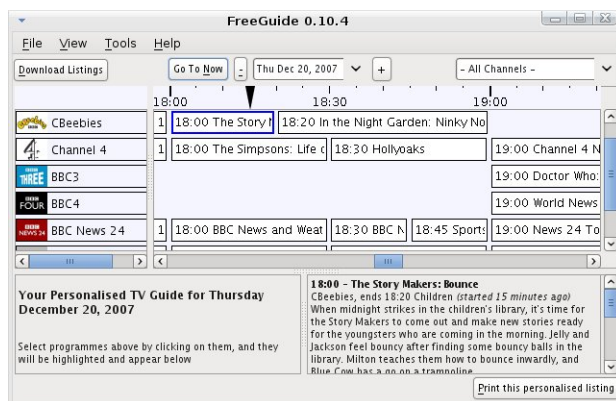 FreeGuide 0.10.4
File View Tools Help
Download Listings Go To Now - Thu Dec 20, 2007 + - All Channels -
18:00 18:30 19:00
CBeebies 1 18:00 The Story M 18:20 In the Night Garden: Ninky No
4 Channel 4 1 18:00 The Simpsons: Life c 18:30 Hollyoaks 19:00 Channel 4 N
BBC THREE BBC3 19:00 Doctor Who:
BBC FOUR BBC4 19:00 World News
BBC NEWS 24 BBC News 24 1 18:00 BBC News and Weat 18:30 BBC N 18:45 Sports 19:00 News 24 To
Your Personalised TV Guide for Thursday
December 20, 2007
Select programmes above by clicking on them, and they
will be highlighted and appear below
18:00 - The Story Makers: Bounce
CBeebies, ends 18:20 Children (started 15 minutes ago)
When midnight strikes in the children's library, it's time for
the Story Makers to come out and make new stories ready
for the youngsters who are coming in the morning. Jelly and
Jackson feel bouncy after finding some bouncy balls in the
library. Milton teaches them how to bounce inwardly, and
Blue Cow has a go on a trampoline
Print this personalised listing